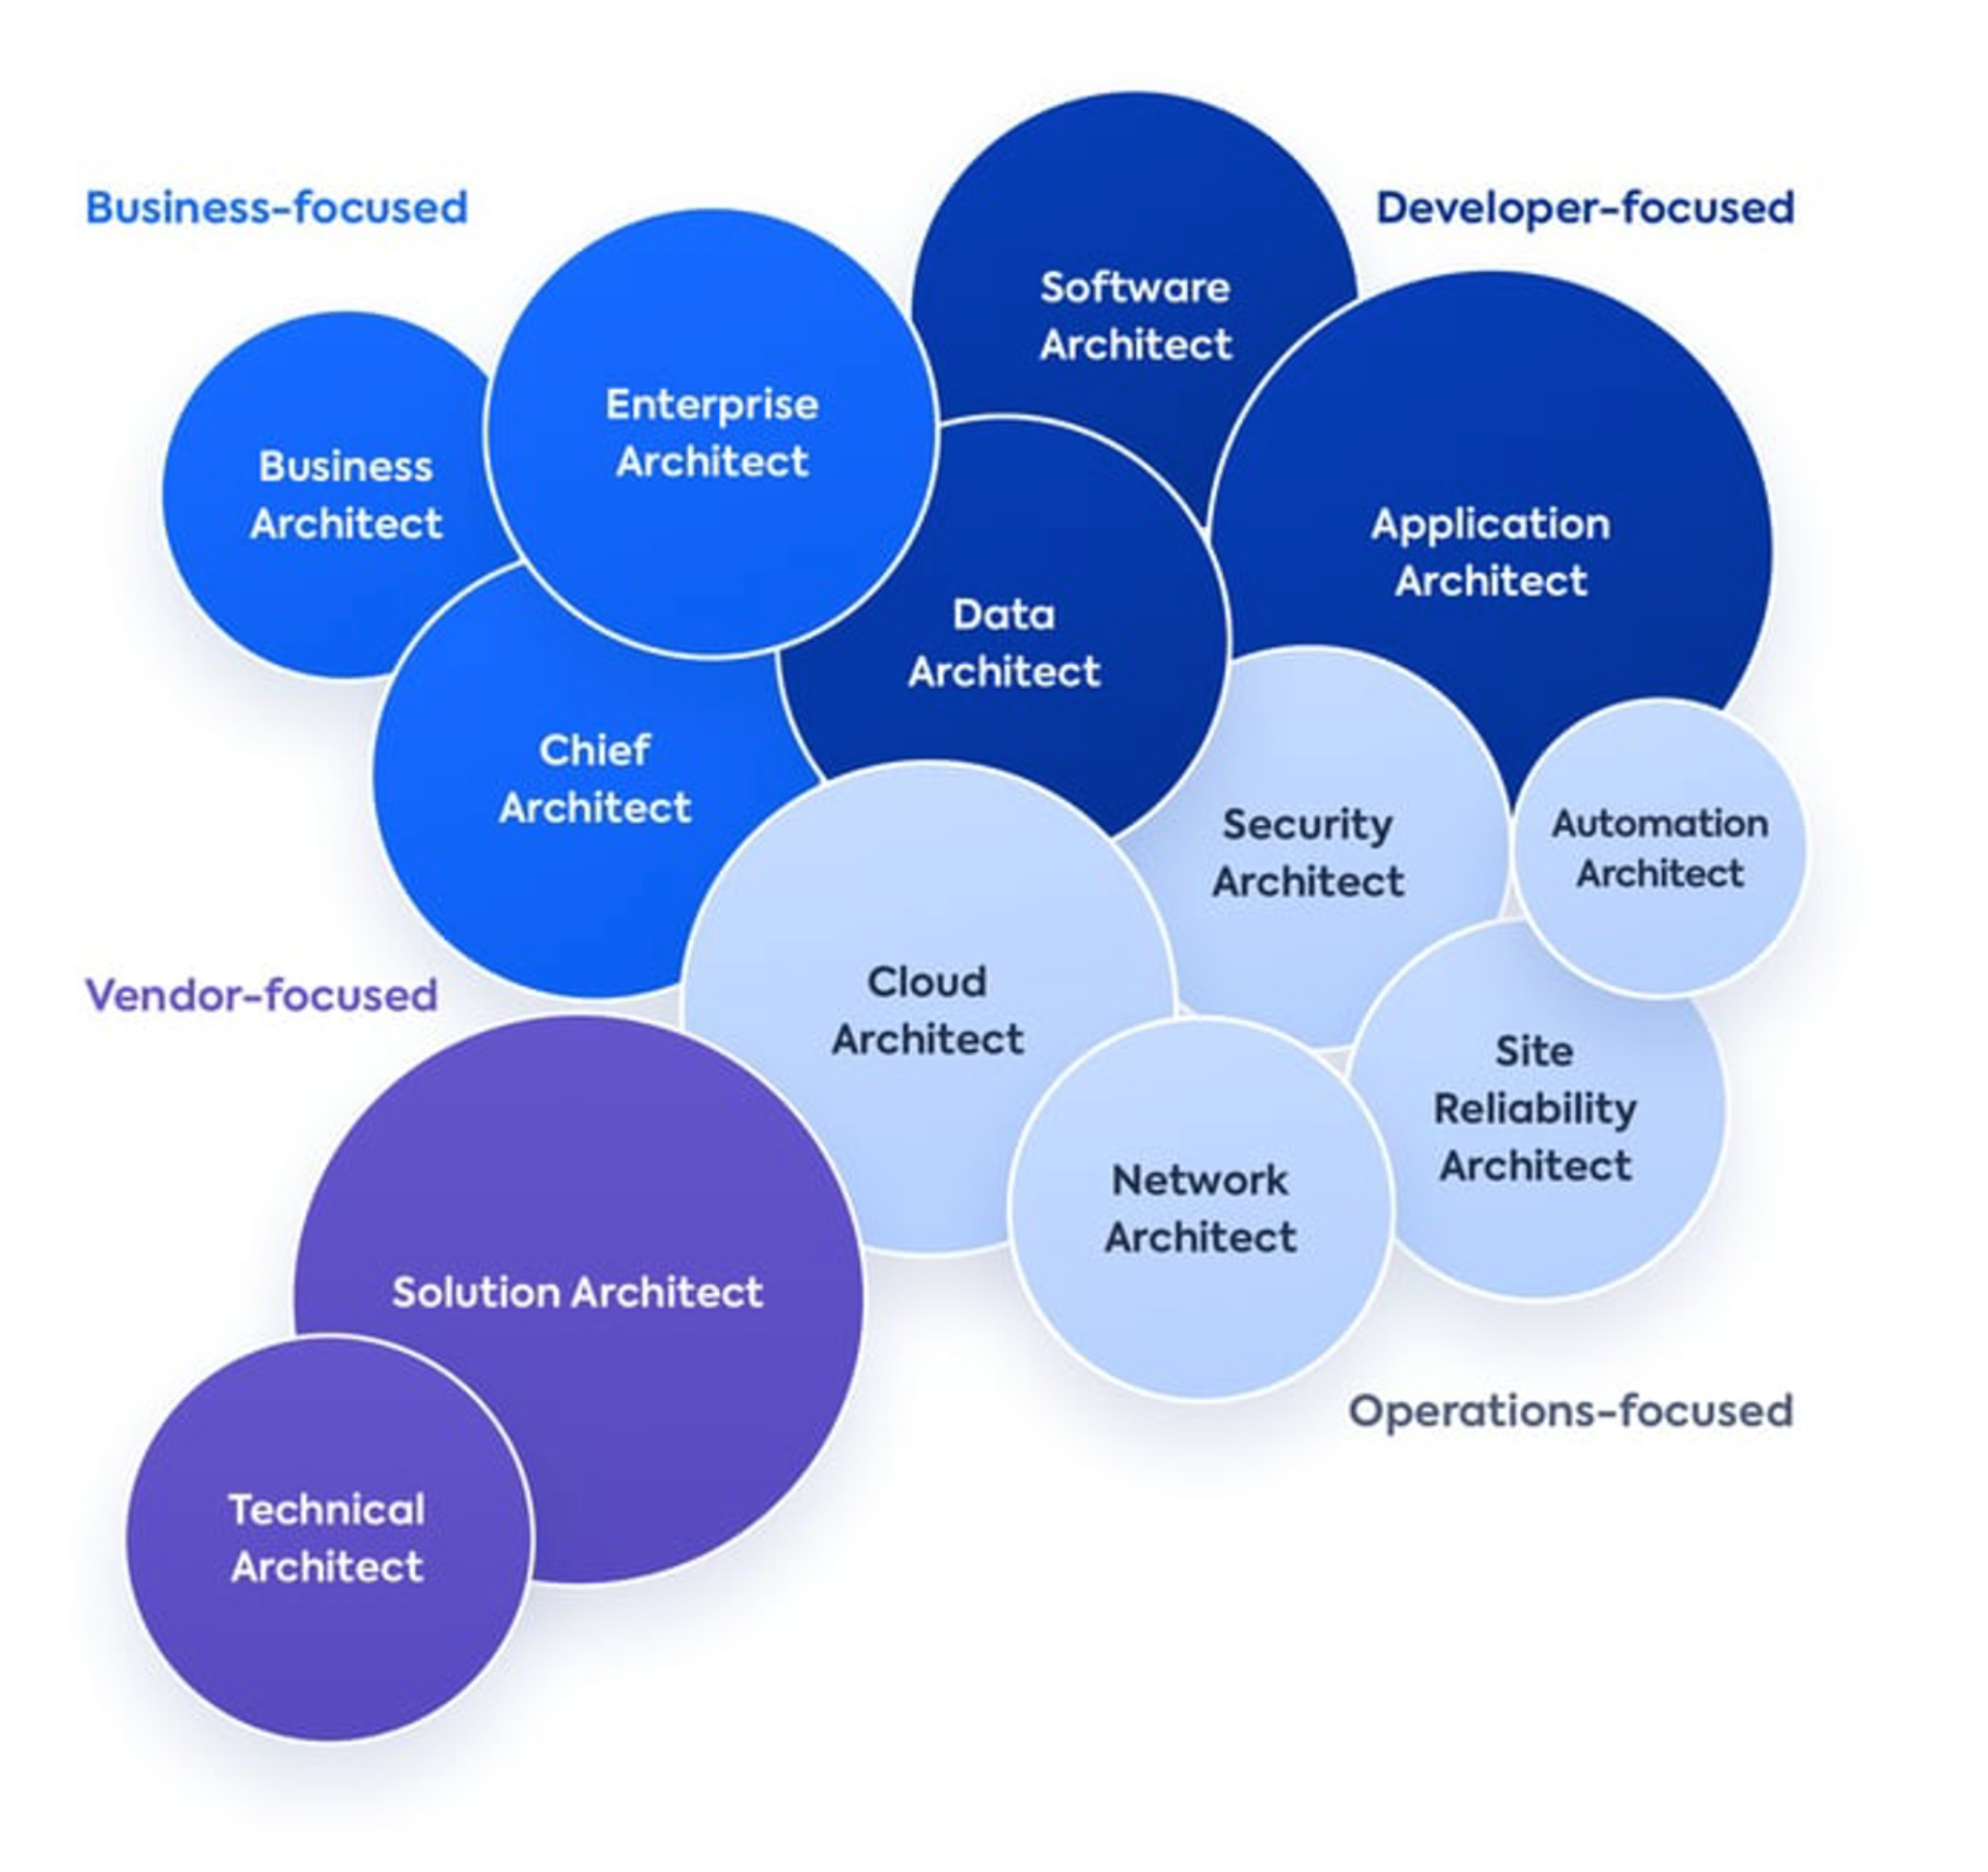 Business-focused
Developer-focused
Software
Architect
Enterprise
Architect
Business
Architect
Application
Architect
Data
Architect
Chief
Architect
Security
Architect
Automation
Architect
Vendor-focused
Cloud
Architect
Site
Reliability
Architect
Network
Architect
Solution Architect
Operations-focused
Technical
Architect